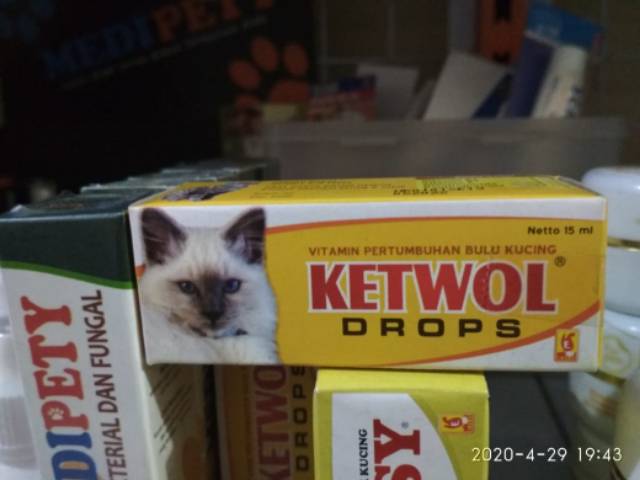 MEDIPETY
Netto 15 ml
VITAMIN PERTUMBUHAN BULU KUCING
KETWOL®
DROPS
DIPETY
TERIAL DAN FUNGAL
KETWO
DROPS
KUCING
SY®
2020-4-29 19:43